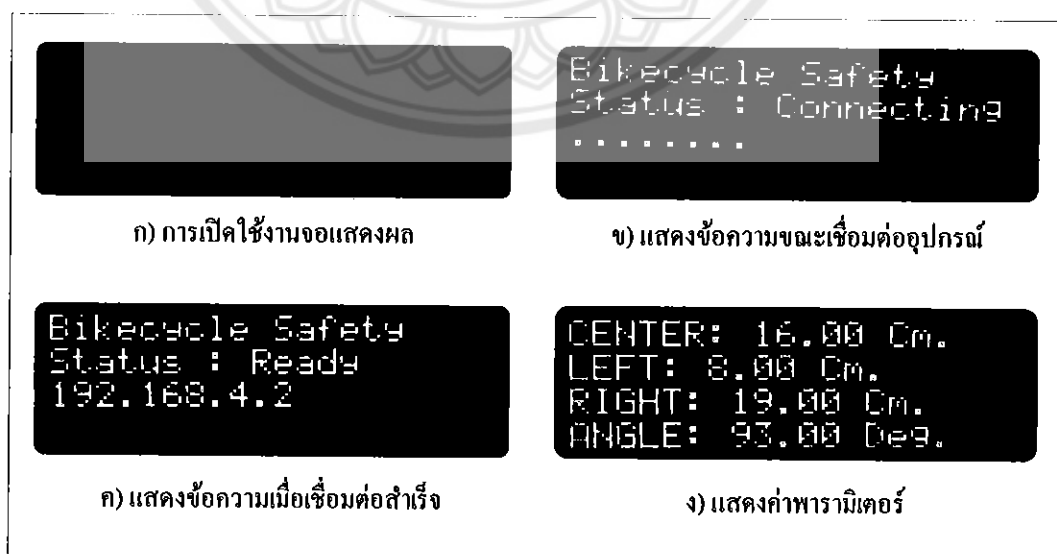 Bikecycle Safety
Status : Connecting
........
ก) การเปิดใช้งานจอแสดงผล
ข) แสดงข้อความขณะเชื่อมต่ออุปกรณ์
Bikecycle Safety
Status : Ready
192.168.4.2
CENTER: 16.00 Cm.
LEFT: 8.00 Cm.
RIGHT: 19.00 Cm.
ANGLE: 93.00 Deg.
ค) แสดงข้อความเมื่อเชื่อมต่อสำเร็จ
ง) แสดงค่าพารามิเตอร์